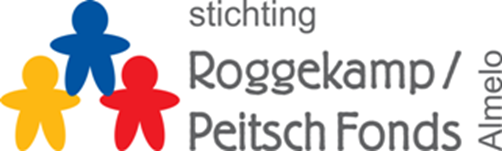 stichting
Roggekamp /
Peitsch Fonds
Almelo